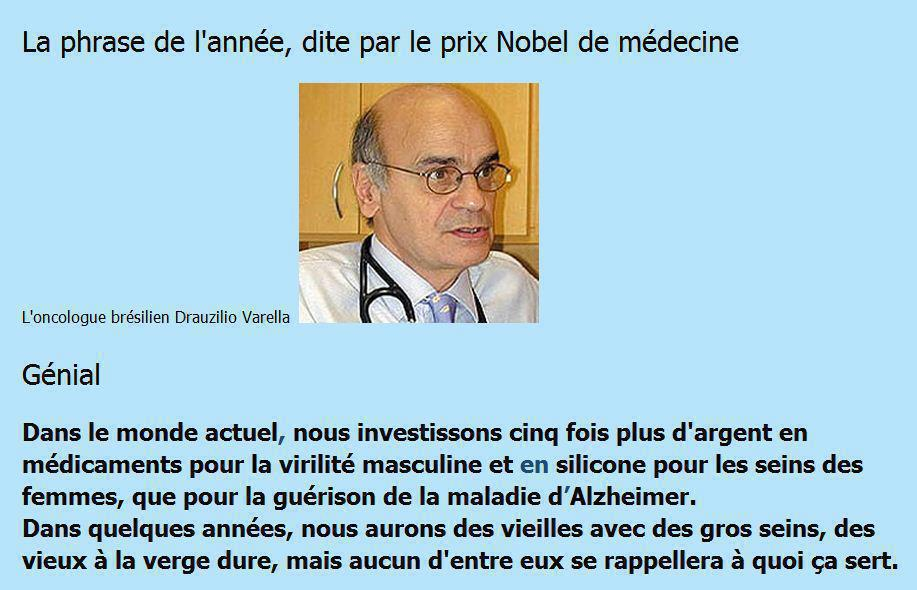 La phrase de l'année, dite par le prix Nobel de médecine
L'oncologue brésilien Drauzilio Varella
Génial
Dans le monde actuel, nous investissons cinq fois plus d'argent en
médicaments pour la virilité masculine et en silicone pour les seins des
femmes, que pour la guérison de la maladie d’Alzheimer.
Dans quelques années, nous aurons des vieilles avec des gros seins, des
vieux à la verge dure, mais aucun d'entre eux se rappellera à quoi ça sert.